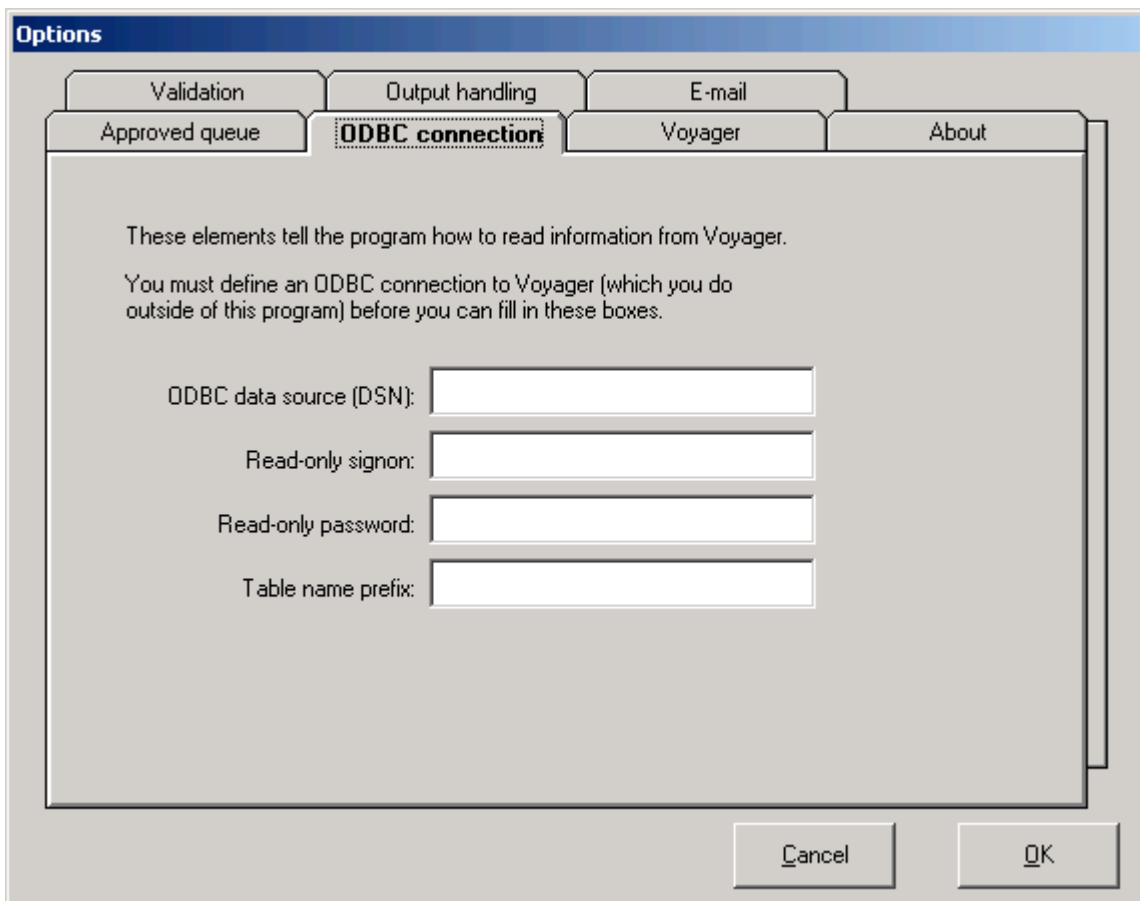 Options
Validation
Output handling
E-mail
Approved queue
ODBC connection
Voyager
About
These elements tell the program how to read information from Voyager.
You must define an ODBC connection to Voyager (which you do
outside of this program) before you can fill in these boxes.
ODBC data source (DSN):
Read-only signon:
Read-only password:
Table name prefix:
Cancel
OK